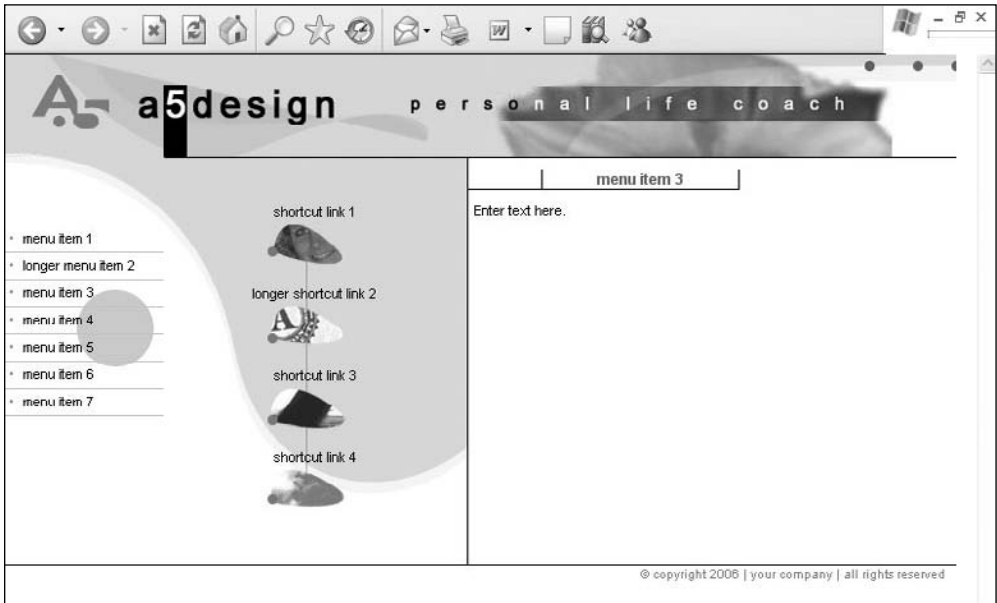 W
A5
a5design
personal life coach
menu item 3
Enter text here.
menu item 1
longer menu item 2
menu item 3
menu item 4
menu item 5
menu item 6
menu item 7
shortcut link 1
longer shortcut link 2
shortcut link 3
shortcut link 4
© copyright 2006 | your company | all rights reserved